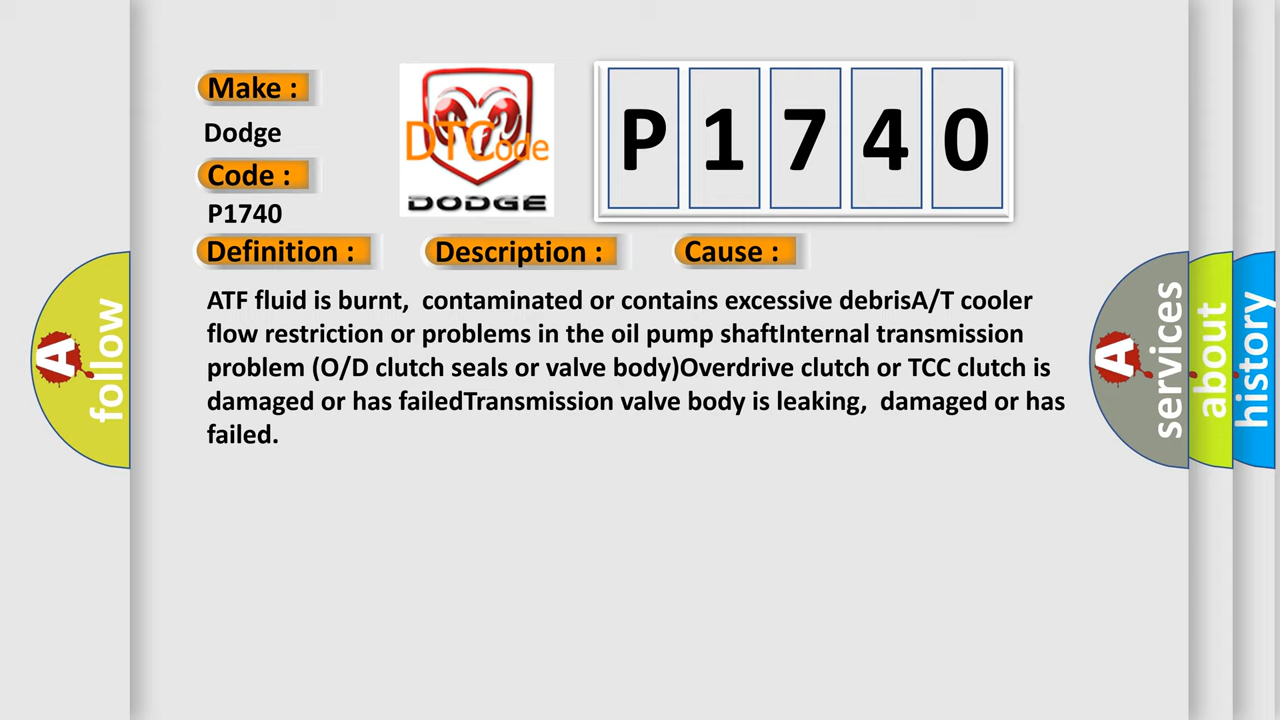 Make :
Dodge
Code :
P1740
DTCode
DODGE
P 1 7 4 0
Definition :
Description :
Cause :
ATF fluid is burnt,  contaminated or contains excessive debrisA/T cooler
flow restriction or problems in the oil pump shaftInternal transmission
problem (O/D clutch seals or valve body)Overdrive clutch or TCC clutch is
damaged or has failedTransmission valve body is leaking,  damaged or has
failed.
A follow
A services
about
history